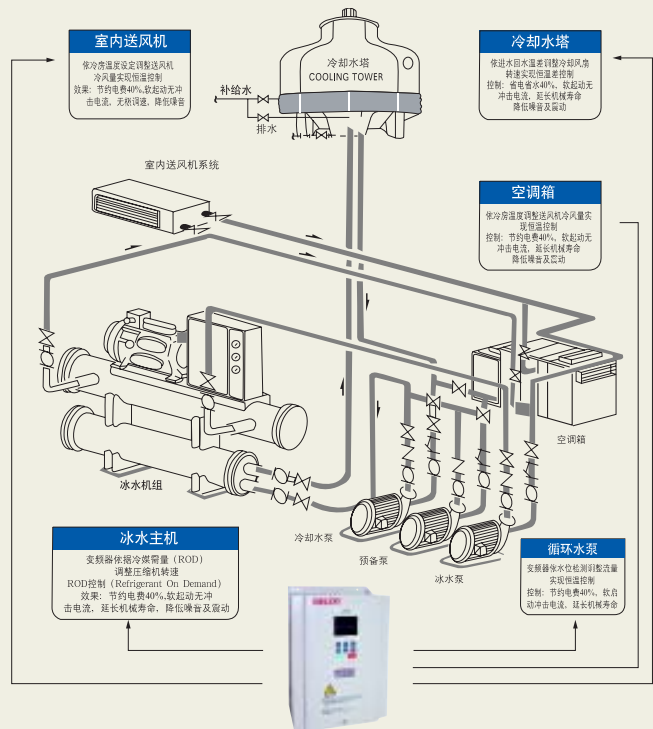 室内送风机
依冷房温度设定调整送风机
冷风量实现恒温控制
效果：节约电费40%,软起动无冲
击电流，无桥调速，降低噪音
冷却水塔
COOLING TOWER
补给水
排水
冷却水塔
依进水回水温差调整冷却风扇
转速实现恒温差控制
控制：省电省水40%,软起动无
冲击电流，延长机械寿命
降低噪音及震动
室内送风机系统
空调箱
依冷房温度调整送风机冷风量实
现恒温控制
控制：节约电费40%，软起动无
冲击电流，延长机械寿命
降低噪音及震动
空调箱
冰水机组
冷却水泵
预备泵
冰水泵
冰水主机
变频器依据冷媒需量（ROD）
调整压缩机转速
ROD控制（Refrigerant On Demand）
效果：节约电费40%,软起动无冲
击电流，延长机械寿命，降低噪音及震动
循环水泵
变频器依水位检测调整流量
实现恒温控制
控制：节约电费40%，软启
动冲击电流，延长机械寿命